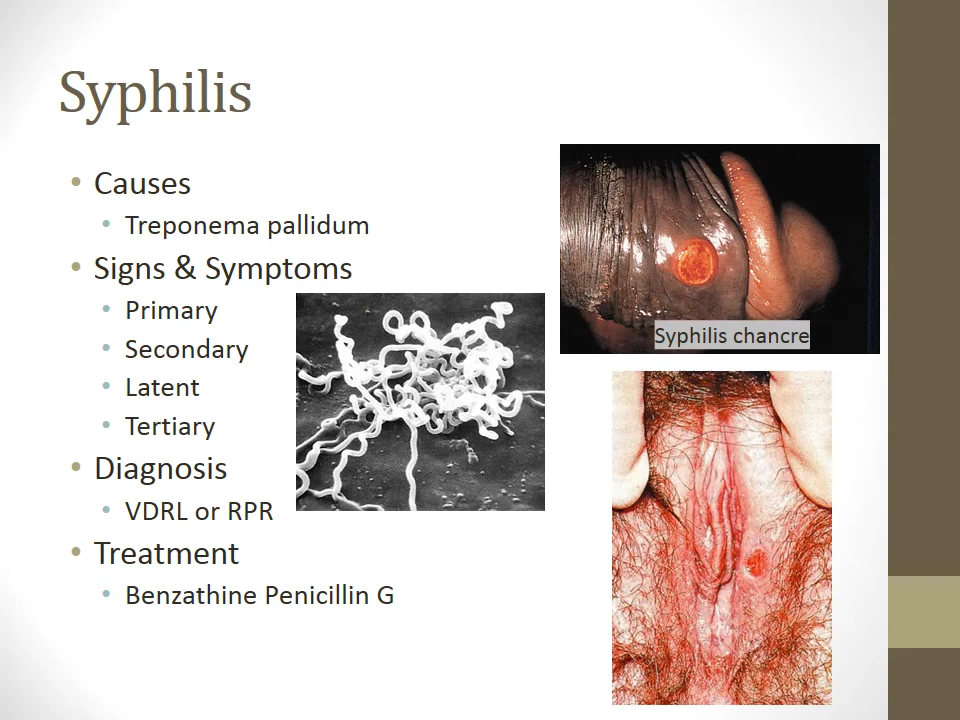 Syphilis
• Causes
• Treponema pallidum
• Signs & Symptoms
• Primary
• Secondary
• Latent
• Tertiary
• Diagnosis
• VDRL or RPR
• Treatment
• Benzathine Penicillin G
Syphilis chancre